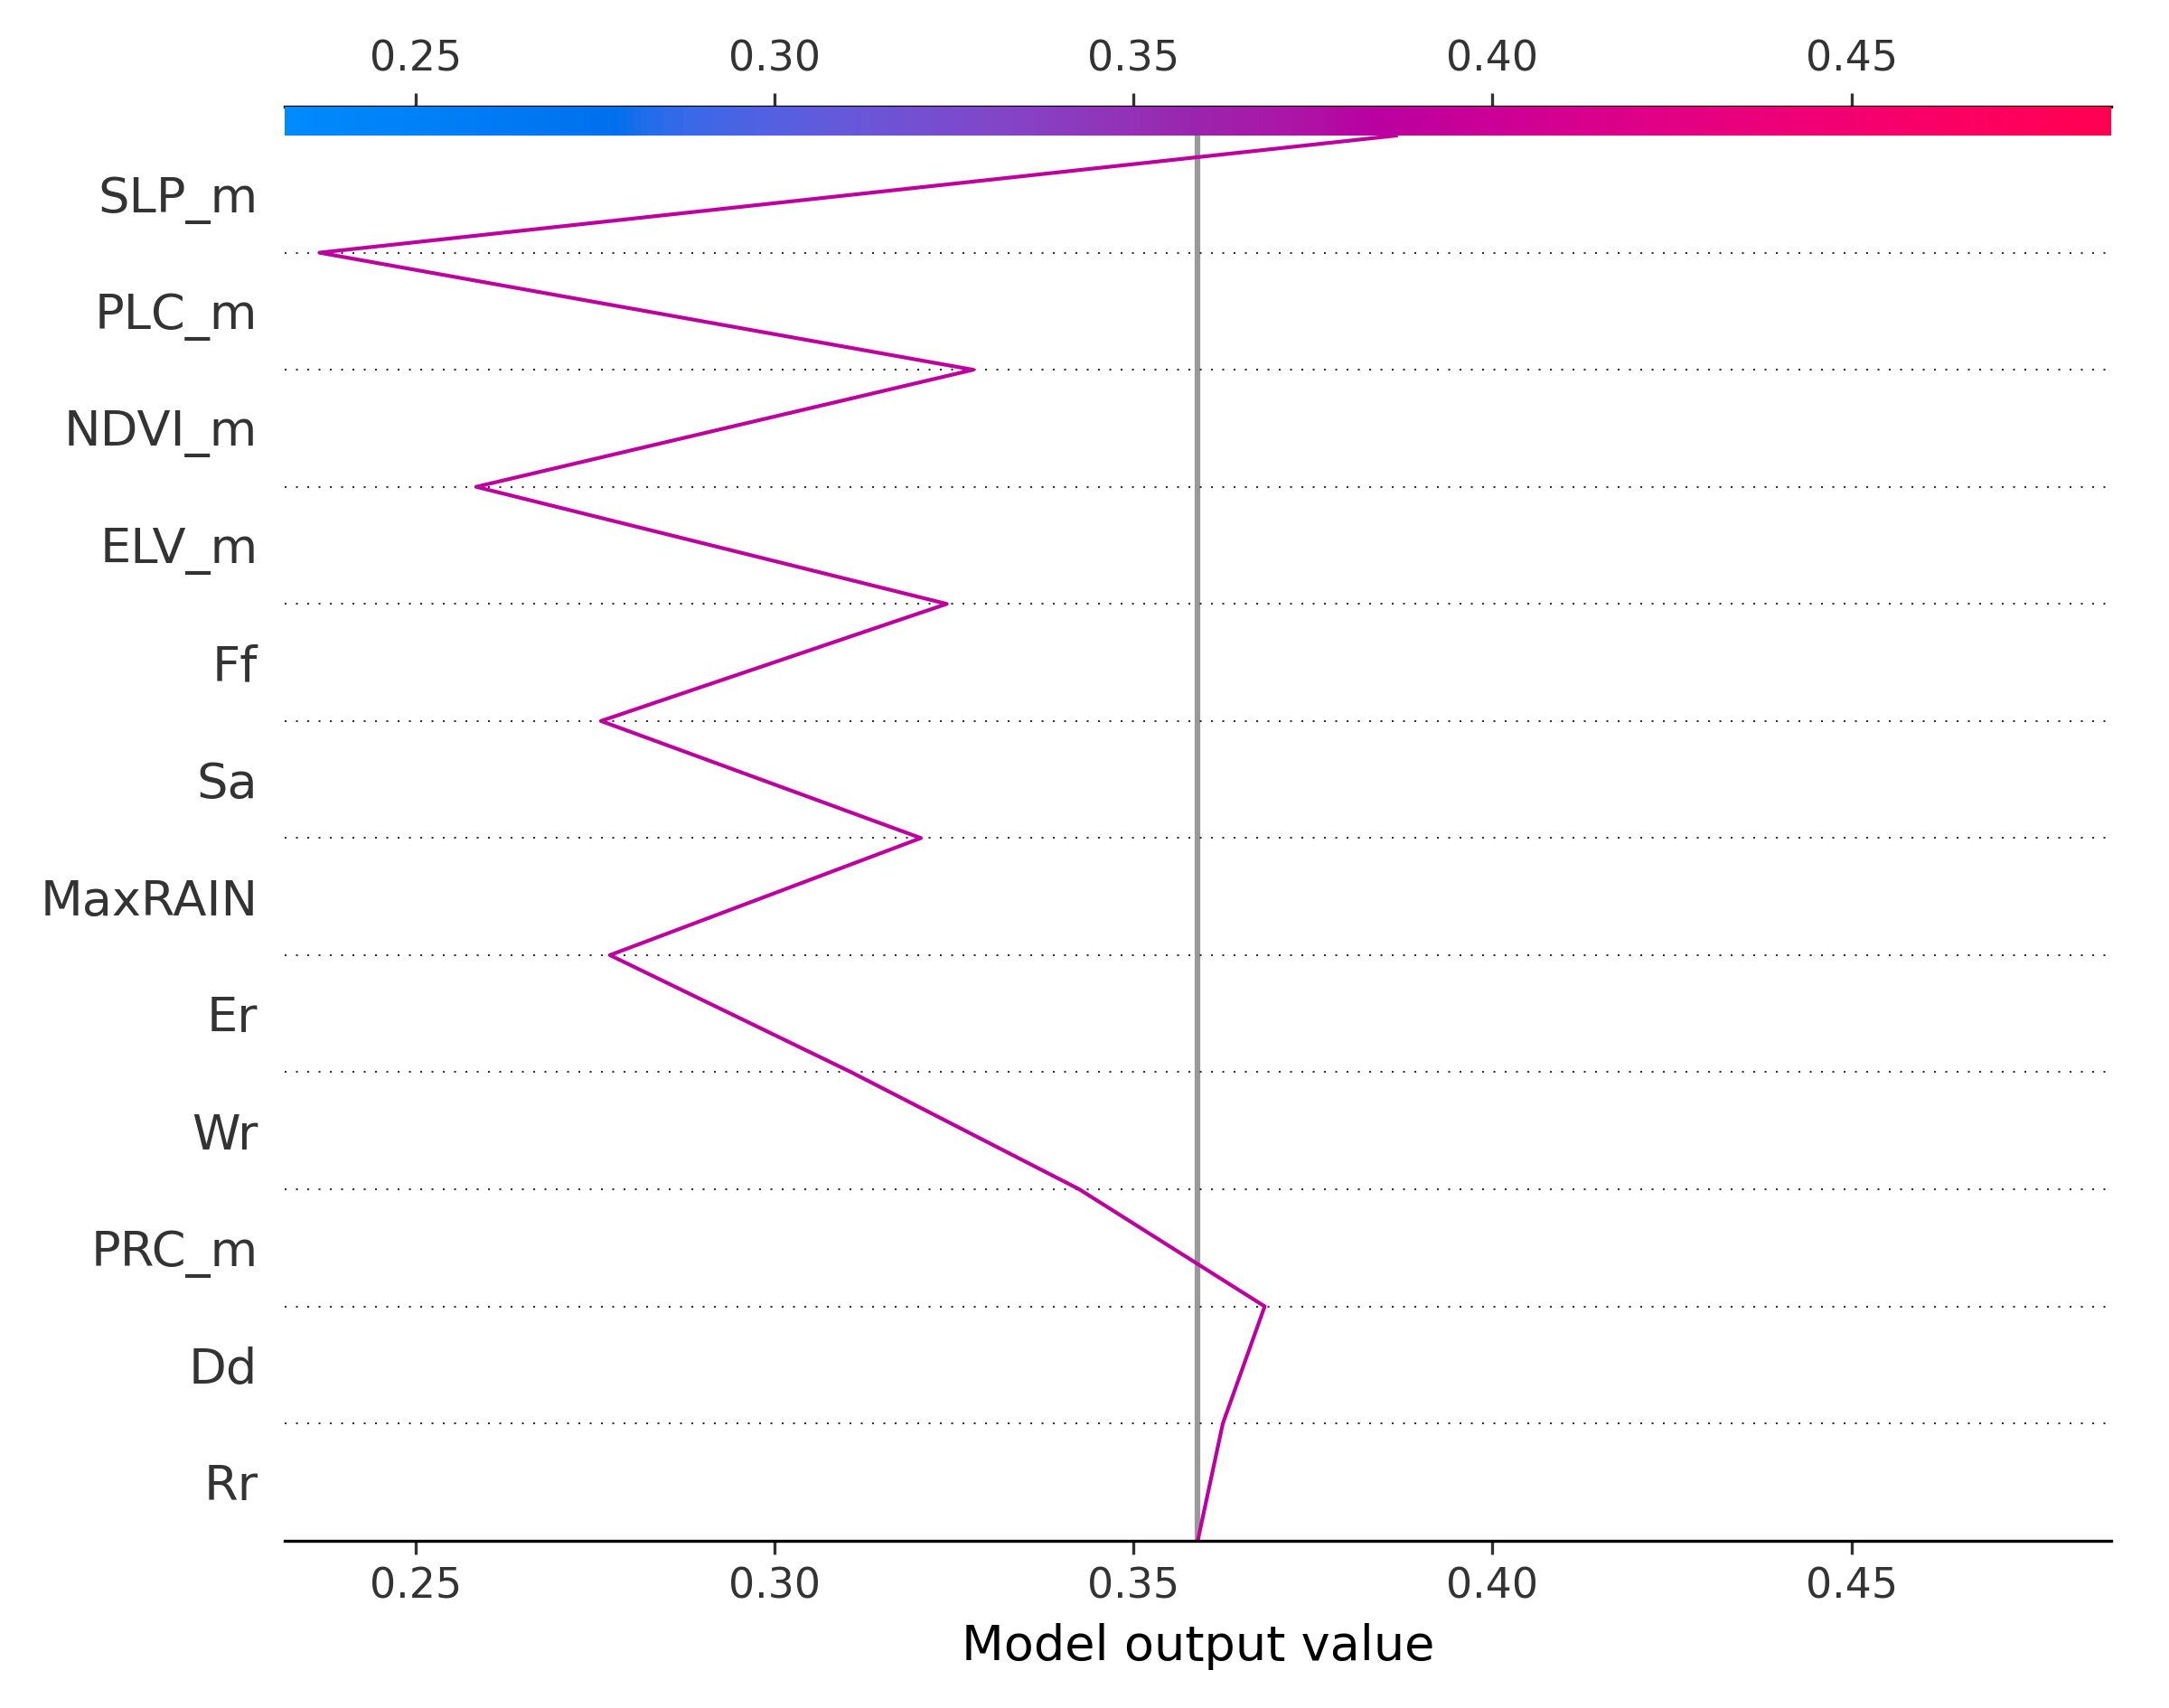 0.25 0.30 0.35 0.40 0.45
SLP_m
PLC_m
NDVI_m
ELV_m
Ff
Sa
MaxRAIN
Er
Wr
PRC_m
Dd
Rr
0.25 0.30 0.35 0.40 0.45
Model output value